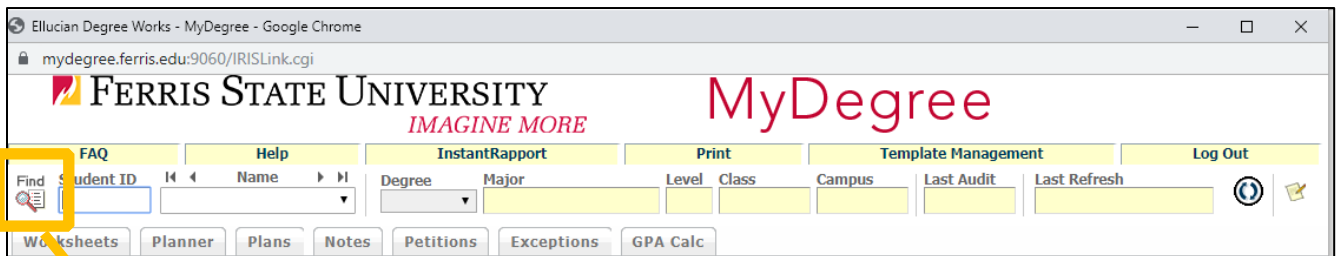 Ellucian Degree Works - MyDegree - Google Chrome
mydegree.ferris.edu:9060/IRISLink.cgi
FERRIS STATE UNIVERSITY
IMAGINE MORE
MyDegree
FAQ Help InstantRapport Print Template Management Log Out
Find Student ID Name Degree Major Level Class Campus Last Audit Last Refresh
Worksheets Planner Plans Notes Petitions Exceptions GPA Calc